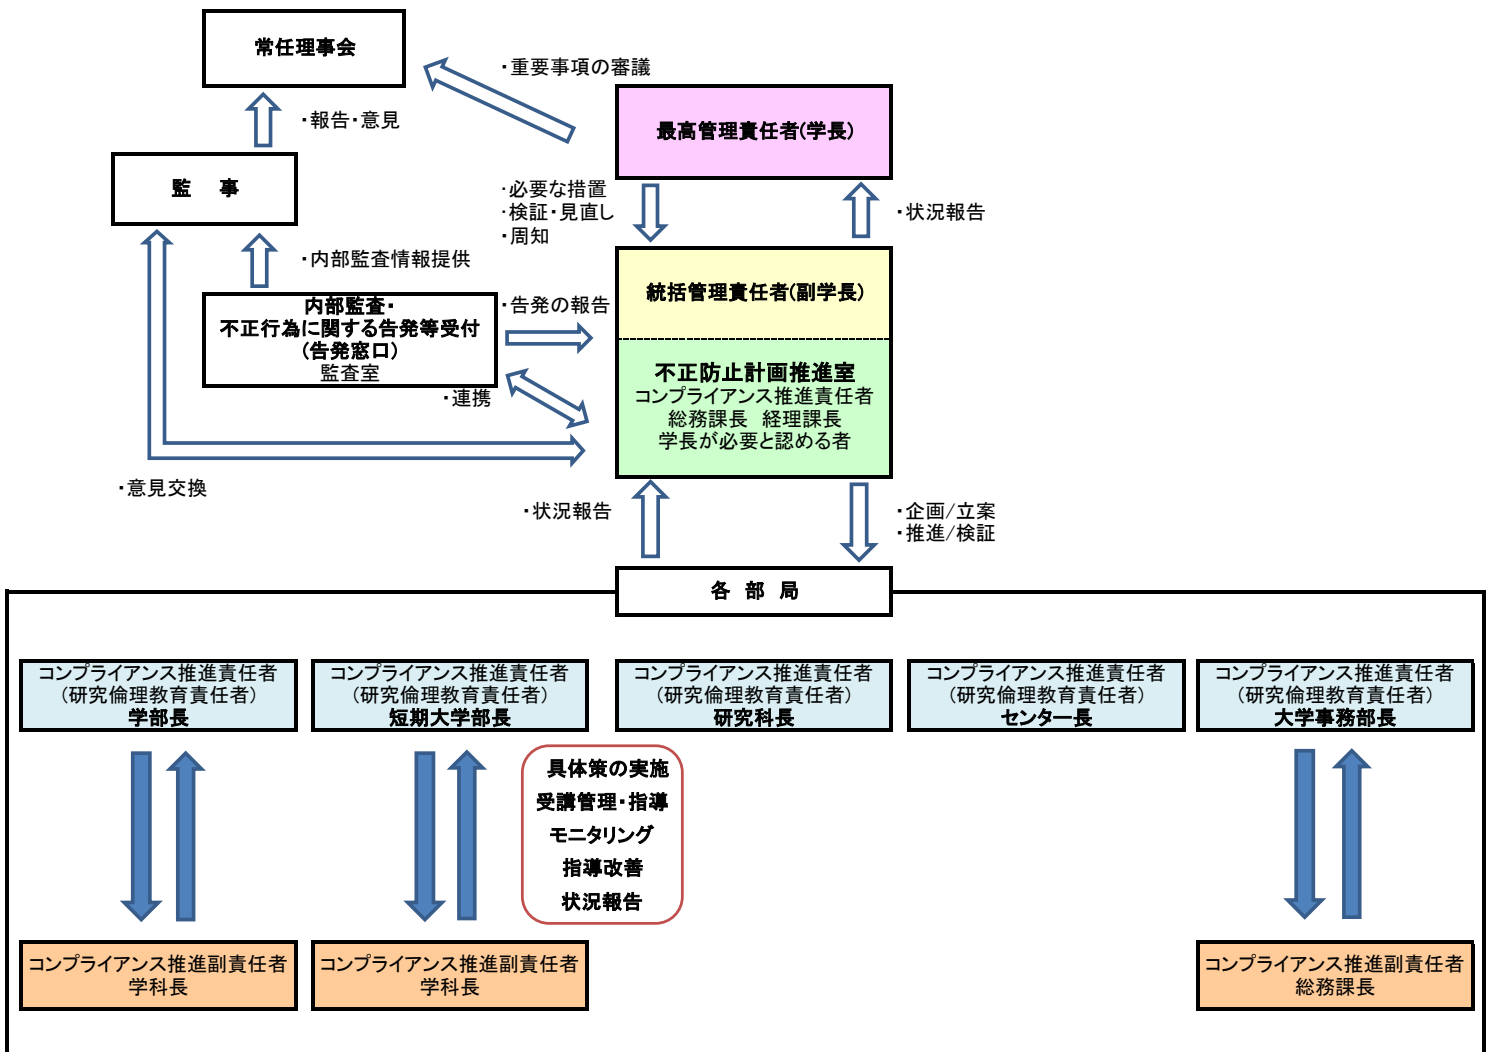 常任理事会
・重要事項の審議
最高管理責任者(学長)
・報告・意見
監　事
・必要な措置
・検証・見直し
・周知
・状況報告
・内部監査情報提供
統括管理責任者(副学長)
内部監査・
不正行為に関する告発等受付
(告発窓口)
監査室
・告発の報告
不正防止計画推進室
コンプライアンス推進責任者
総務課長　経理課長
学長が必要と認める者
・連携
・意見交換
・状況報告
・企画/立案
・推進/検証
各　部　局
コンプライアンス推進責任者
(研究倫理教育責任者)
学部長
コンプライアンス推進責任者
(研究倫理教育責任者)
短期大学部長
コンプライアンス推進責任者
(研究倫理教育責任者)
研究科長
コンプライアンス推進責任者
(研究倫理教育責任者)
センター長
コンプライアンス推進責任者
(研究倫理教育責任者)
大学事務部長
具体策の実施
受講管理・指導
モニタリング
指導改善
状況報告
コンプライアンス推進副責任者
学科長
コンプライアンス推進副責任者
学科長
コンプライアンス推進副責任者
総務課長